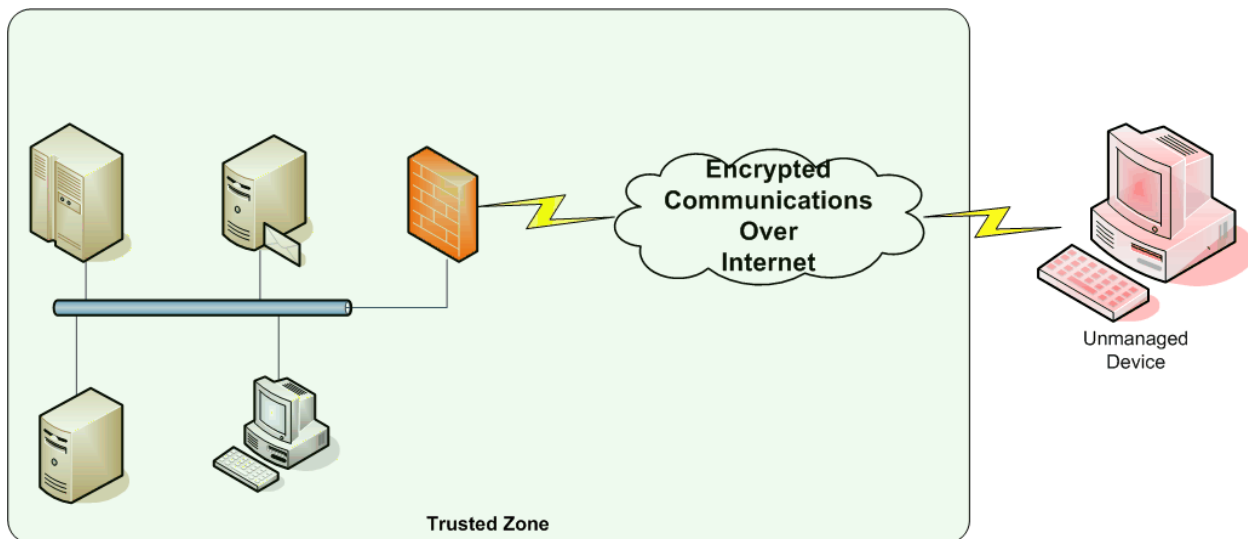 Encrypted
Communications
Over
Internet
Unmanaged
Device
Trusted Zone